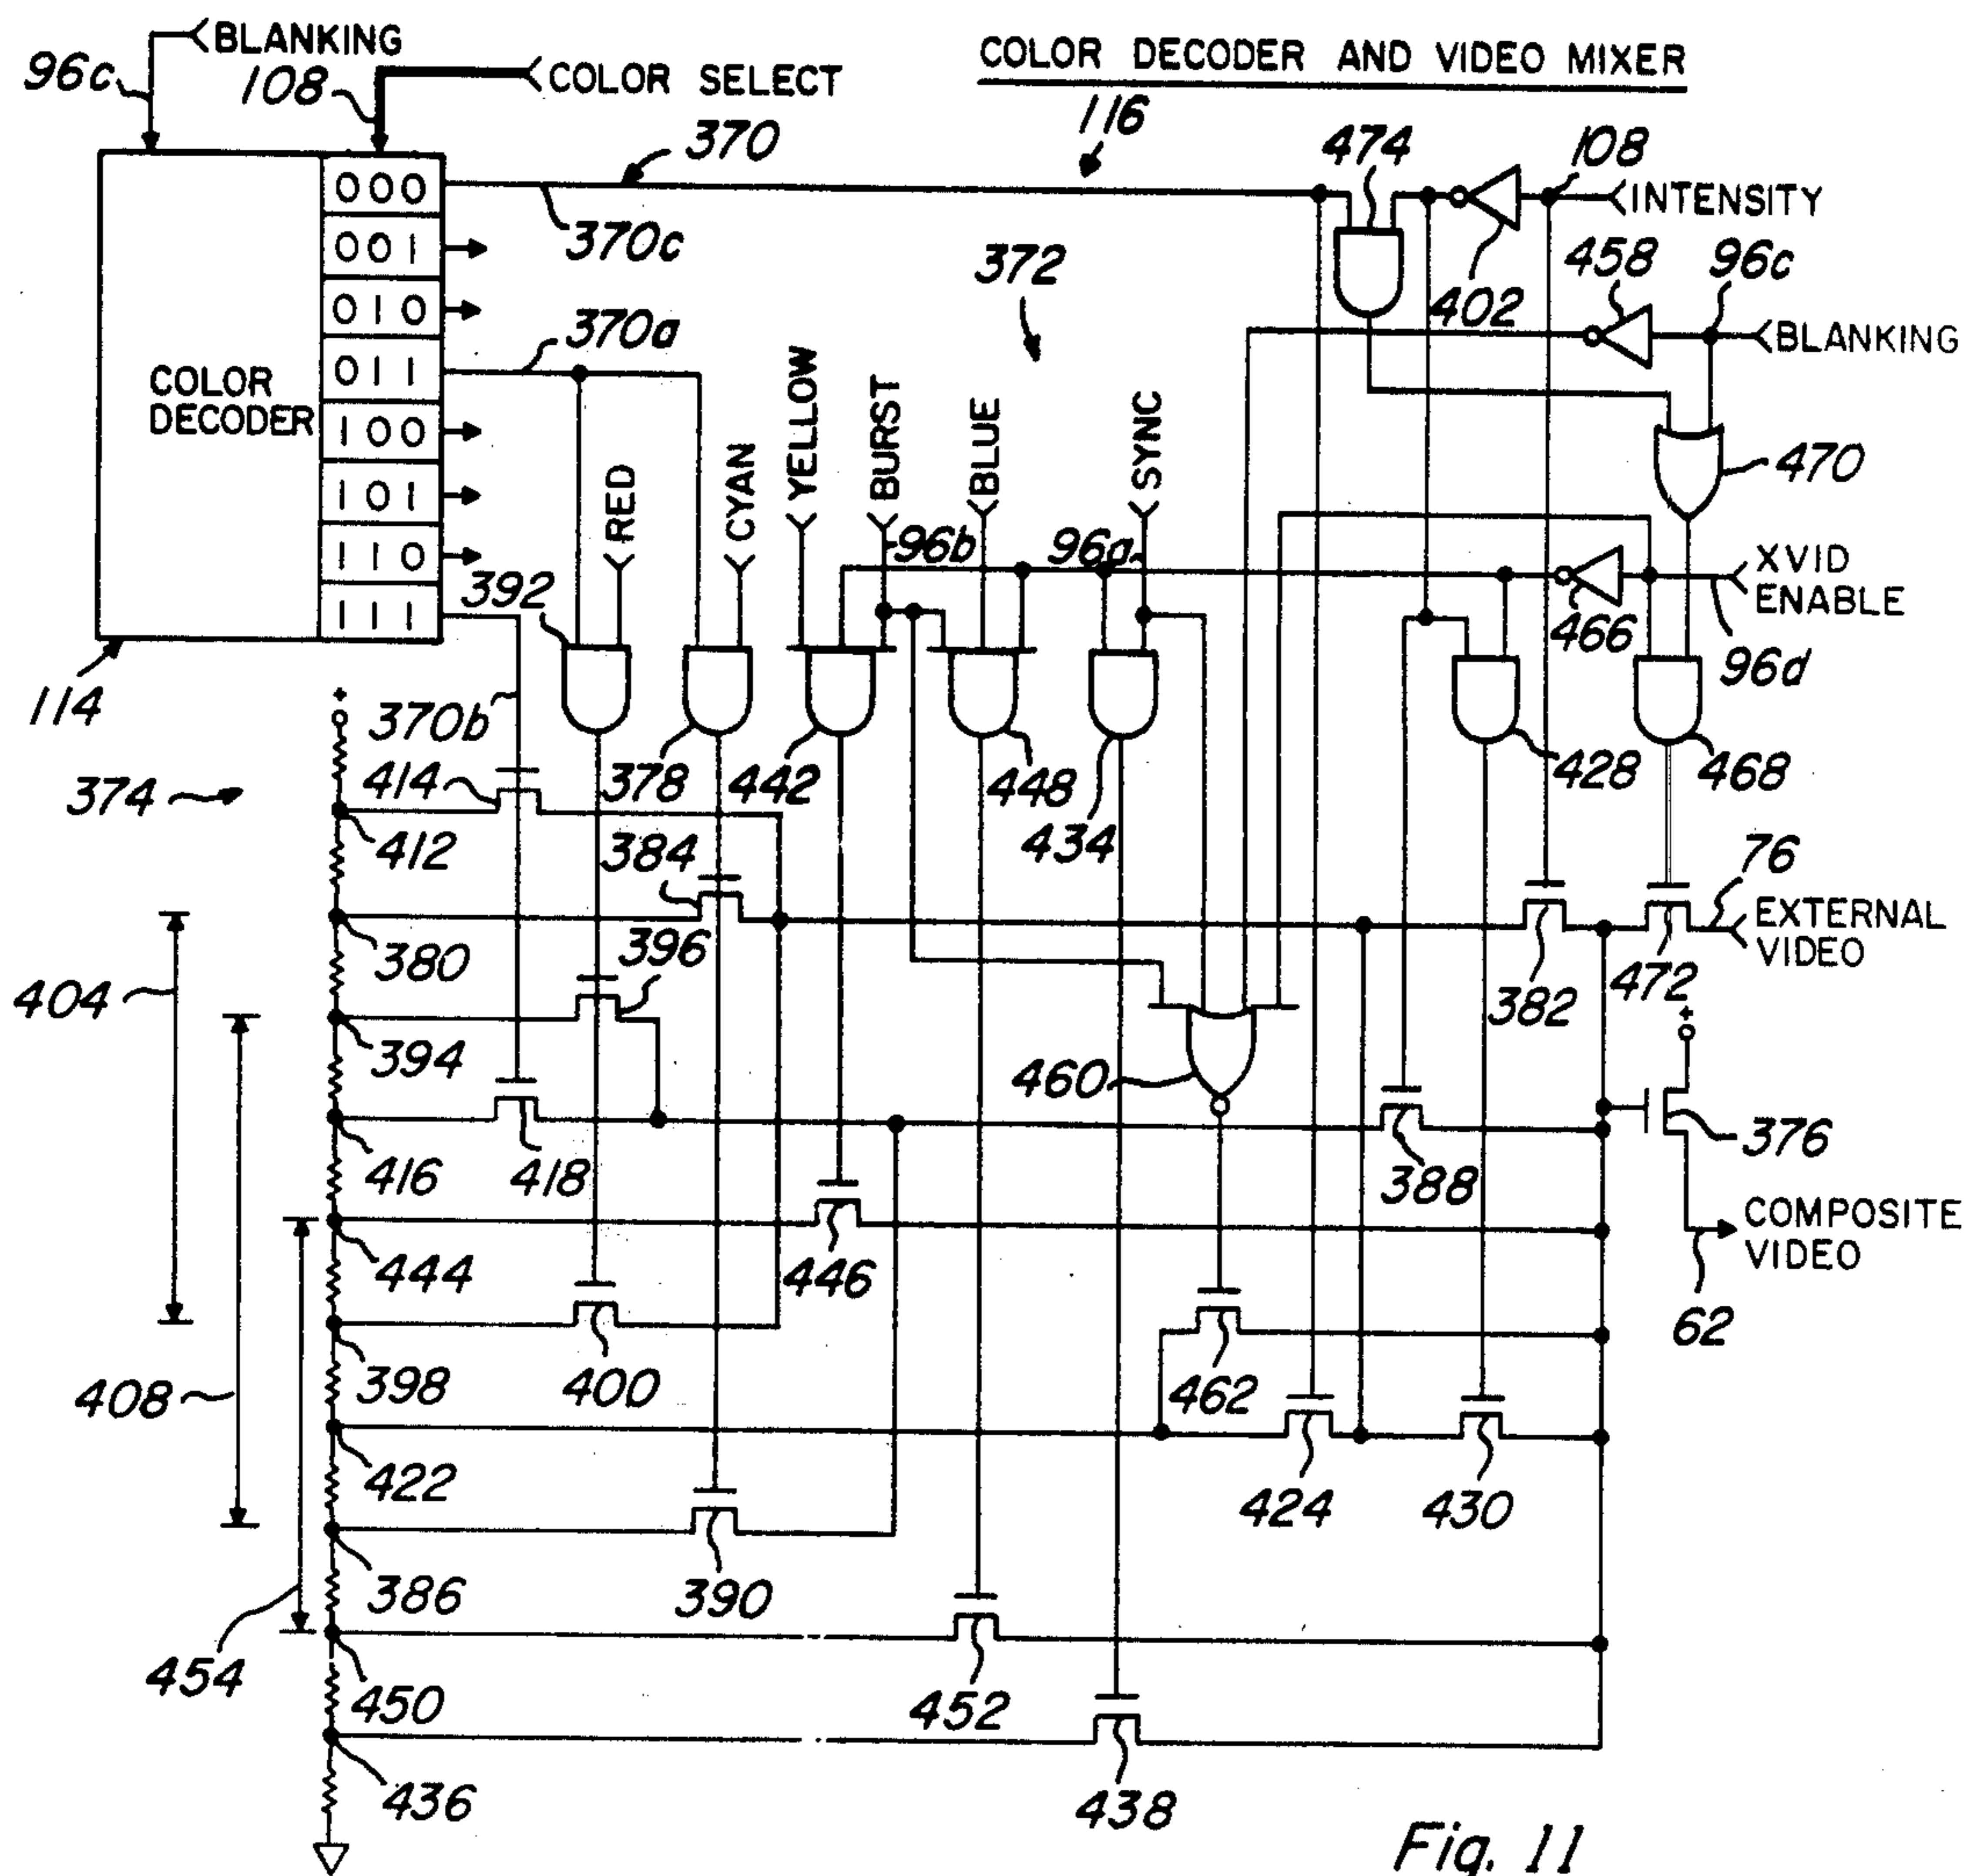 BLANKING
COLOR DECODER AND VIDEO MIXER
96c
108
COLOR SELECT
116
370
474
108
000
INTENSITY
370c
001
372
402
458
96c
010
370a
BLANKING
011
COLOR
DECODER
100
YELLOW
BURST
BLUE
SYNC
470
101
RED
CYAN
96b
96a
XVID
ENABLE
110
392
466
111
96d
114
370b
378
442
448
434
428
468
374
414
412
384
76
380
396
EXTERNAL
VIDEO
404
382
472
394
460
376
416
418
388
COMPOSITE
VIDEO
444
446
62
398
400
462
408
422
424
430
386
390
454
450
452
436
438
Fig. 11